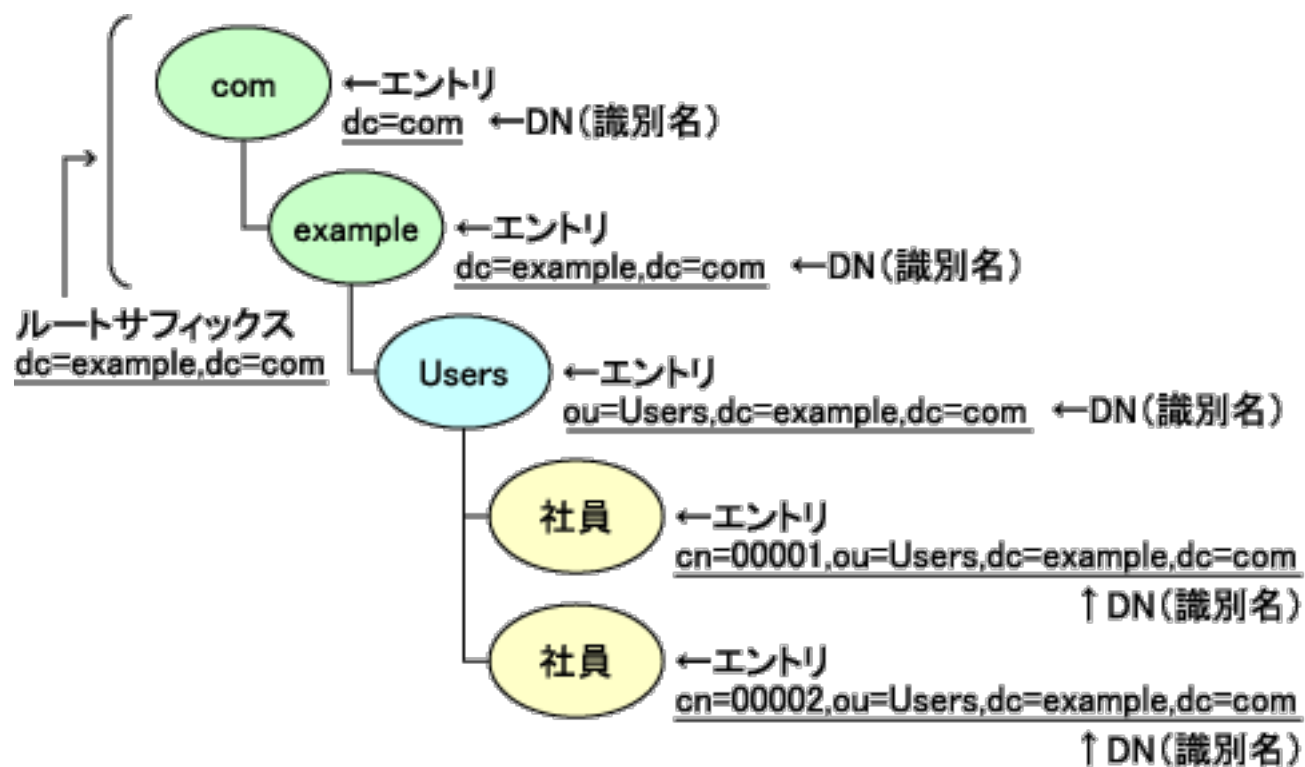 com
←エントリ
dc=com ←DN(識別名)
example
←エントリ
dc=example,dc=com ←DN(識別名)
ルートサフィックス
dc=example,dc=com
Users
←エントリ
ou=Users,dc=example,dc=com ←DN(識別名)
社員
←エントリ
cn=00001,ou=Users,dc=example,dc=com
↑DN(識別名)
社員
←エントリ
cn=00002,ou=Users,dc=example,dc=com
↑DN(識別名)